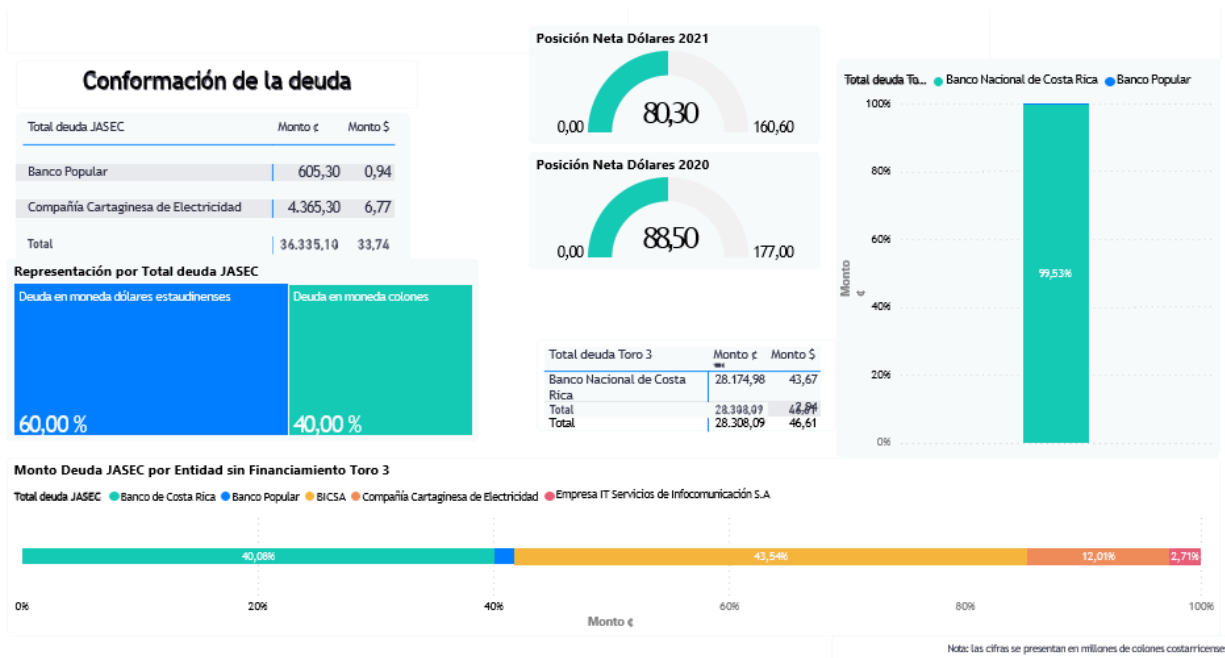 Conformación de la deuda
Total deuda JASEC Monto ¢ Monto $
Banco Popular 605,30 0,94
Compañía Cartaginesa de Electricidad 4.365,30 6,77
Total 36.335,10 33,74
Representación por Total deuda JASEC
Deuda en moneda dólares estaudinenses
60,00 %
Deuda en moneda colones
40,00 %
Posición Neta Dólares 2021
80,30
0,00 160,60
Posición Neta Dólares 2020
88,50
0,00 177,00
Total deuda Toro 3 Monto ¢ Monto $
Banco Nacional de Costa 28.174,98 43,67
Rica
Total 28.308,09
Total 28.308,09 46,61
Total deuda To... Banco Nacional de Costa Rica Banco Popular
100%
80%
60%
40%
20%
0%
Monto
¢
99,53%
Monto Deuda JASEC por Entidad sin Financiamiento Toro 3
Total deuda JASEC Banco de Costa Rica Banco Popular BICSA Compañía Cartaginesa de Electricidad Empresa IT Servicios de Infocomunicación S.A
40,08% 43,54% 12,01% 2,71%
0% 20% 40% 60% 80% 100%
Monto ¢
Nota: las cifras se presentan en millones de colones costarricense